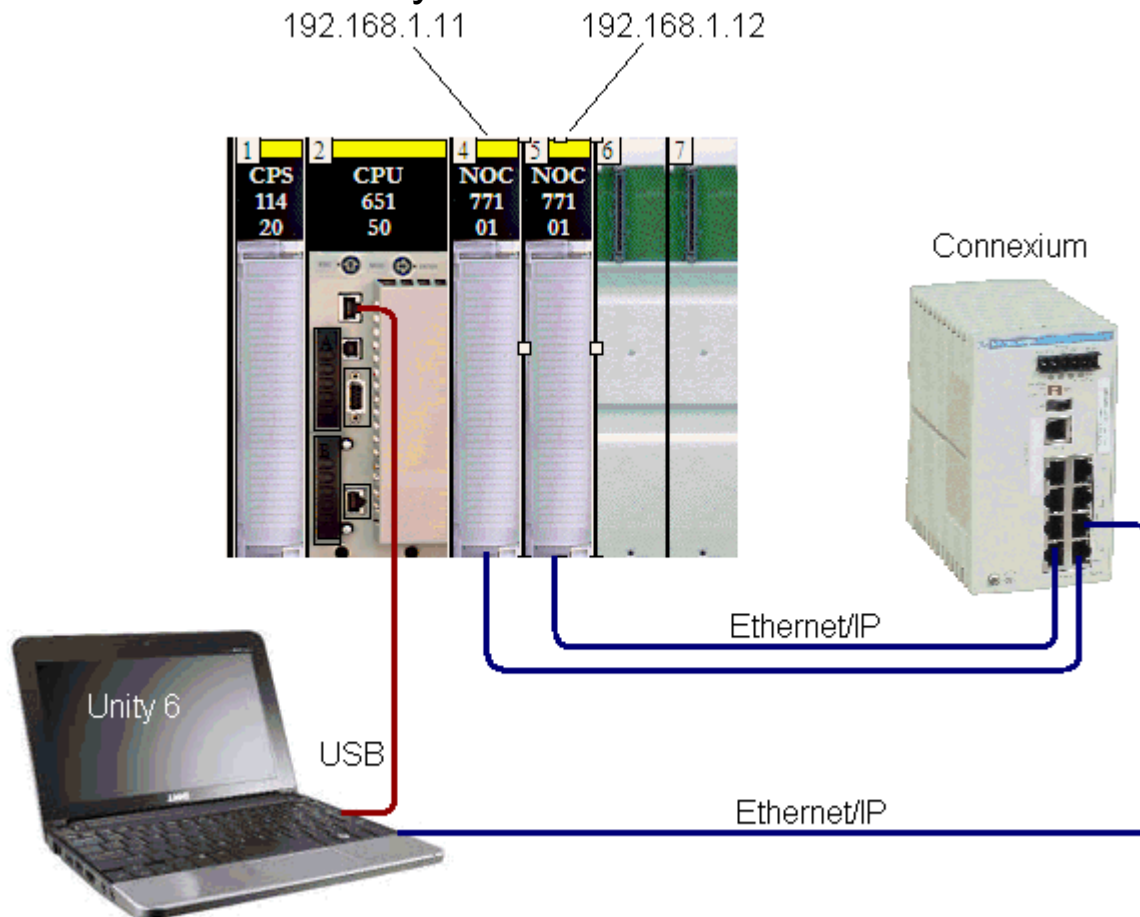 192.168.1.11
192.168.1.12
1
2
4
5
6
7
CPS
114
20
CPU
651
50
NOC
771
01
NOC
771
01
Connexium
Ethernet/IP
Unity 6
USB
Ethernet/IP